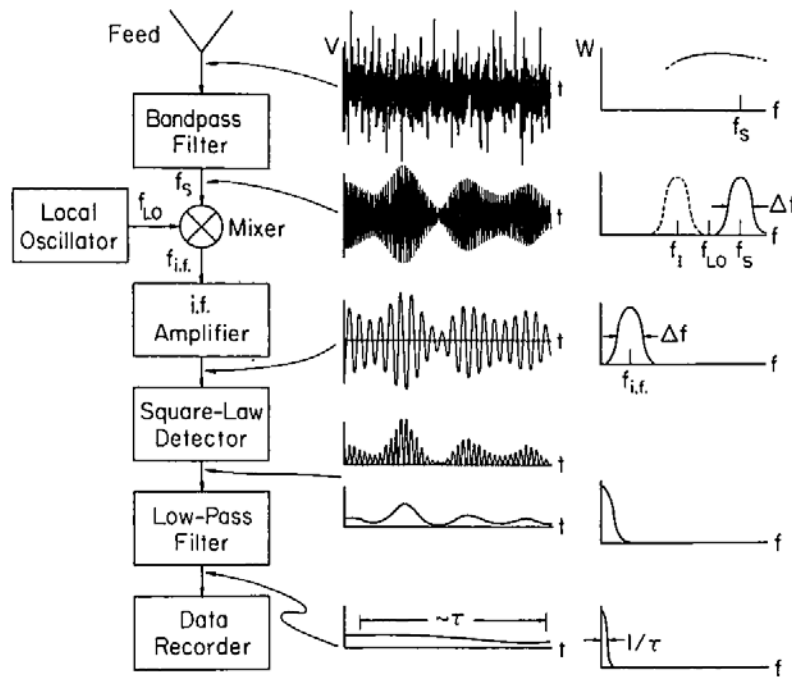 Feed
Bandpass
Filter
f_S
Local
Oscillator
f_LO
Mixer
f_i.f.
i.f.
Amplifier
Square-Law
Detector
Low-Pass
Filter
Data
Recorder
V
t
t
t
t
t
~τ
t
W
f
f_S
Δf
f_I
f_LO
f_S
f
Δf
f_i.f.
f
f
1/τ
f